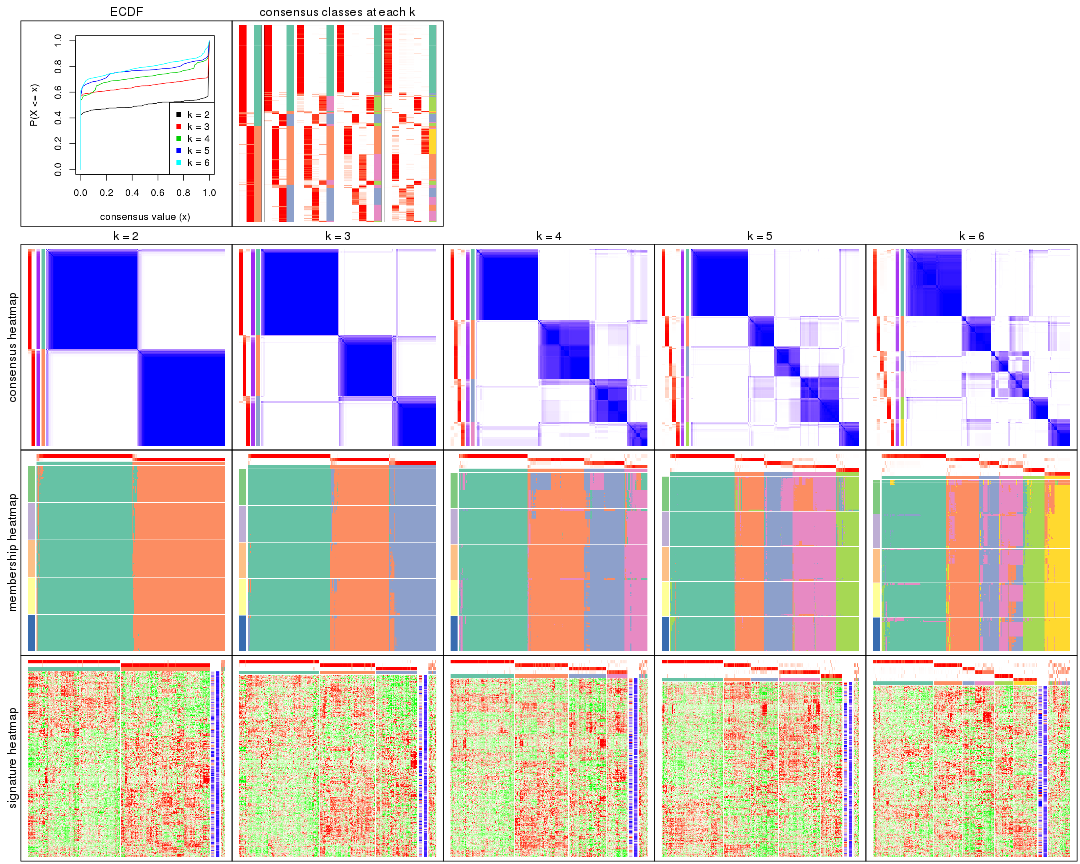 ECDF
consensus classes at each k
P(X <= x)
0.0
0.2
0.4
0.6
0.8
1.0
k = 2
k = 3
k = 4
k = 5
k = 6
0.0 0.2 0.4 0.6 0.8 1.0
consensus value (x)
k = 2
k = 3
k = 4
k = 5
k = 6
consensus heatmap
membership heatmap
signature heatmap